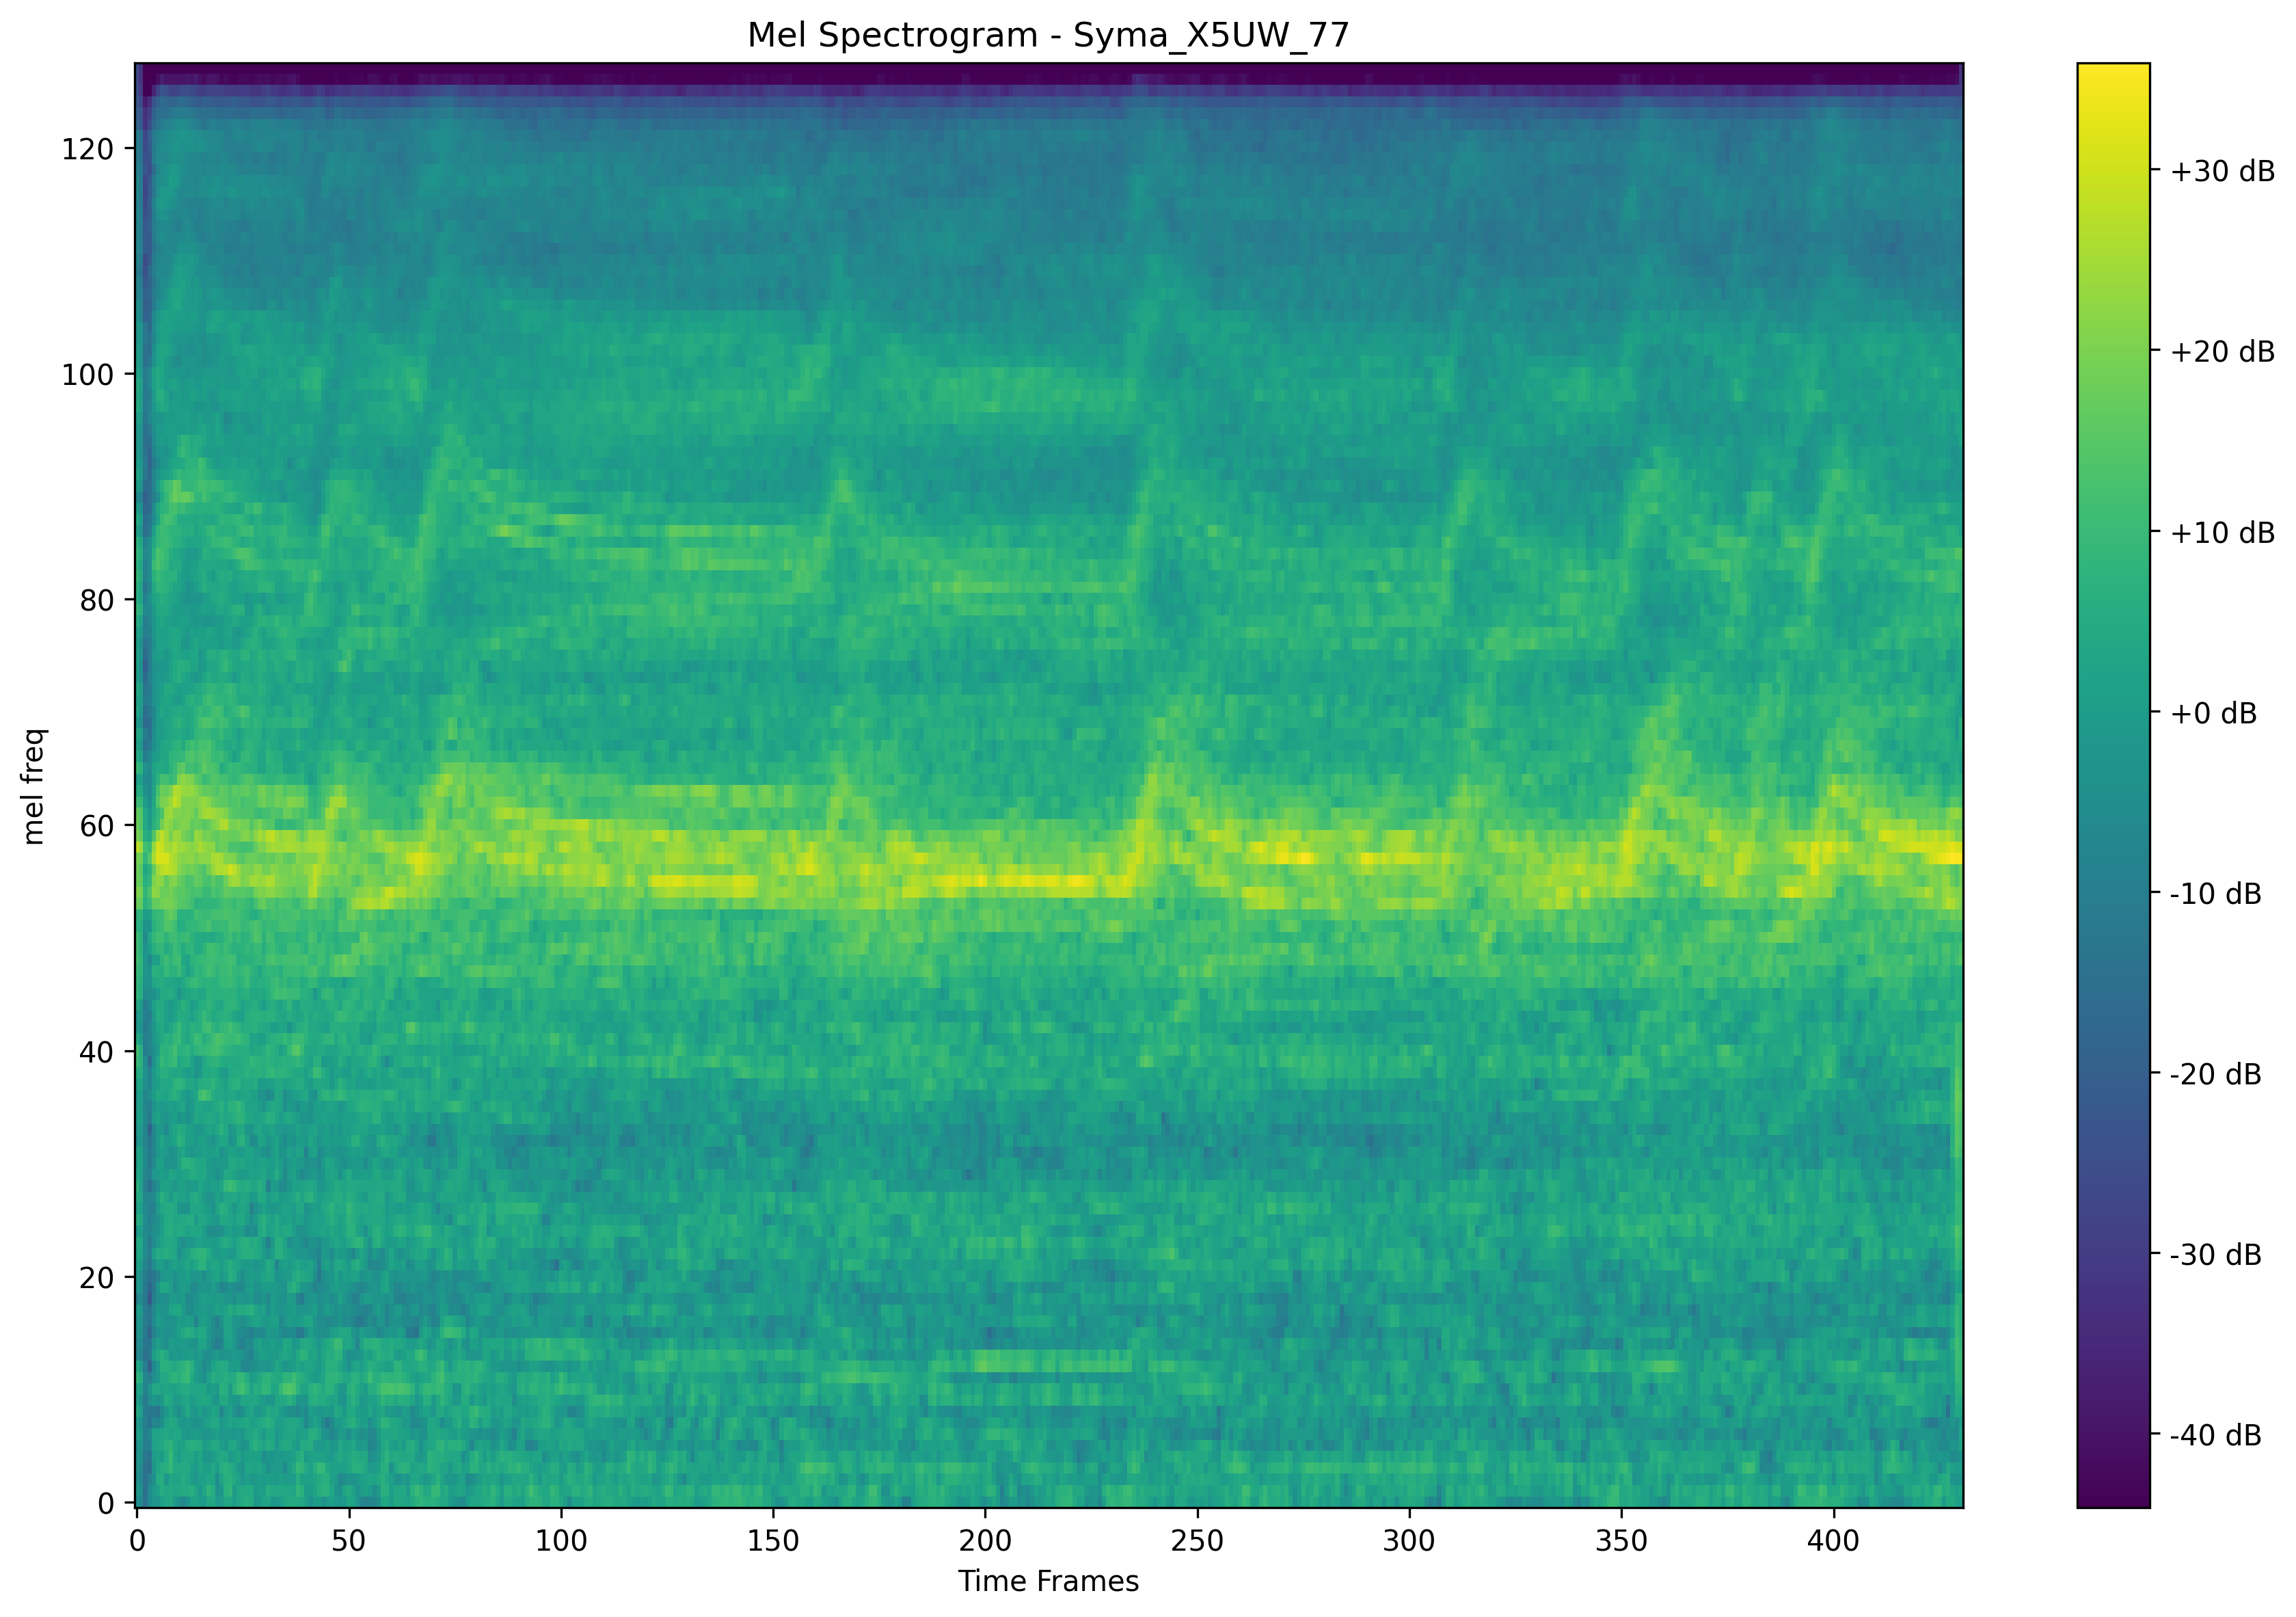 Mel Spectrogram - Syma_X5UW_77
mel freq
120
100
80
60
40
20
0
0 50 100 150 200 250 300 350 400
Time Frames
+30 dB
+20 dB
+10 dB
+0 dB
-10 dB
-20 dB
-30 dB
-40 dB